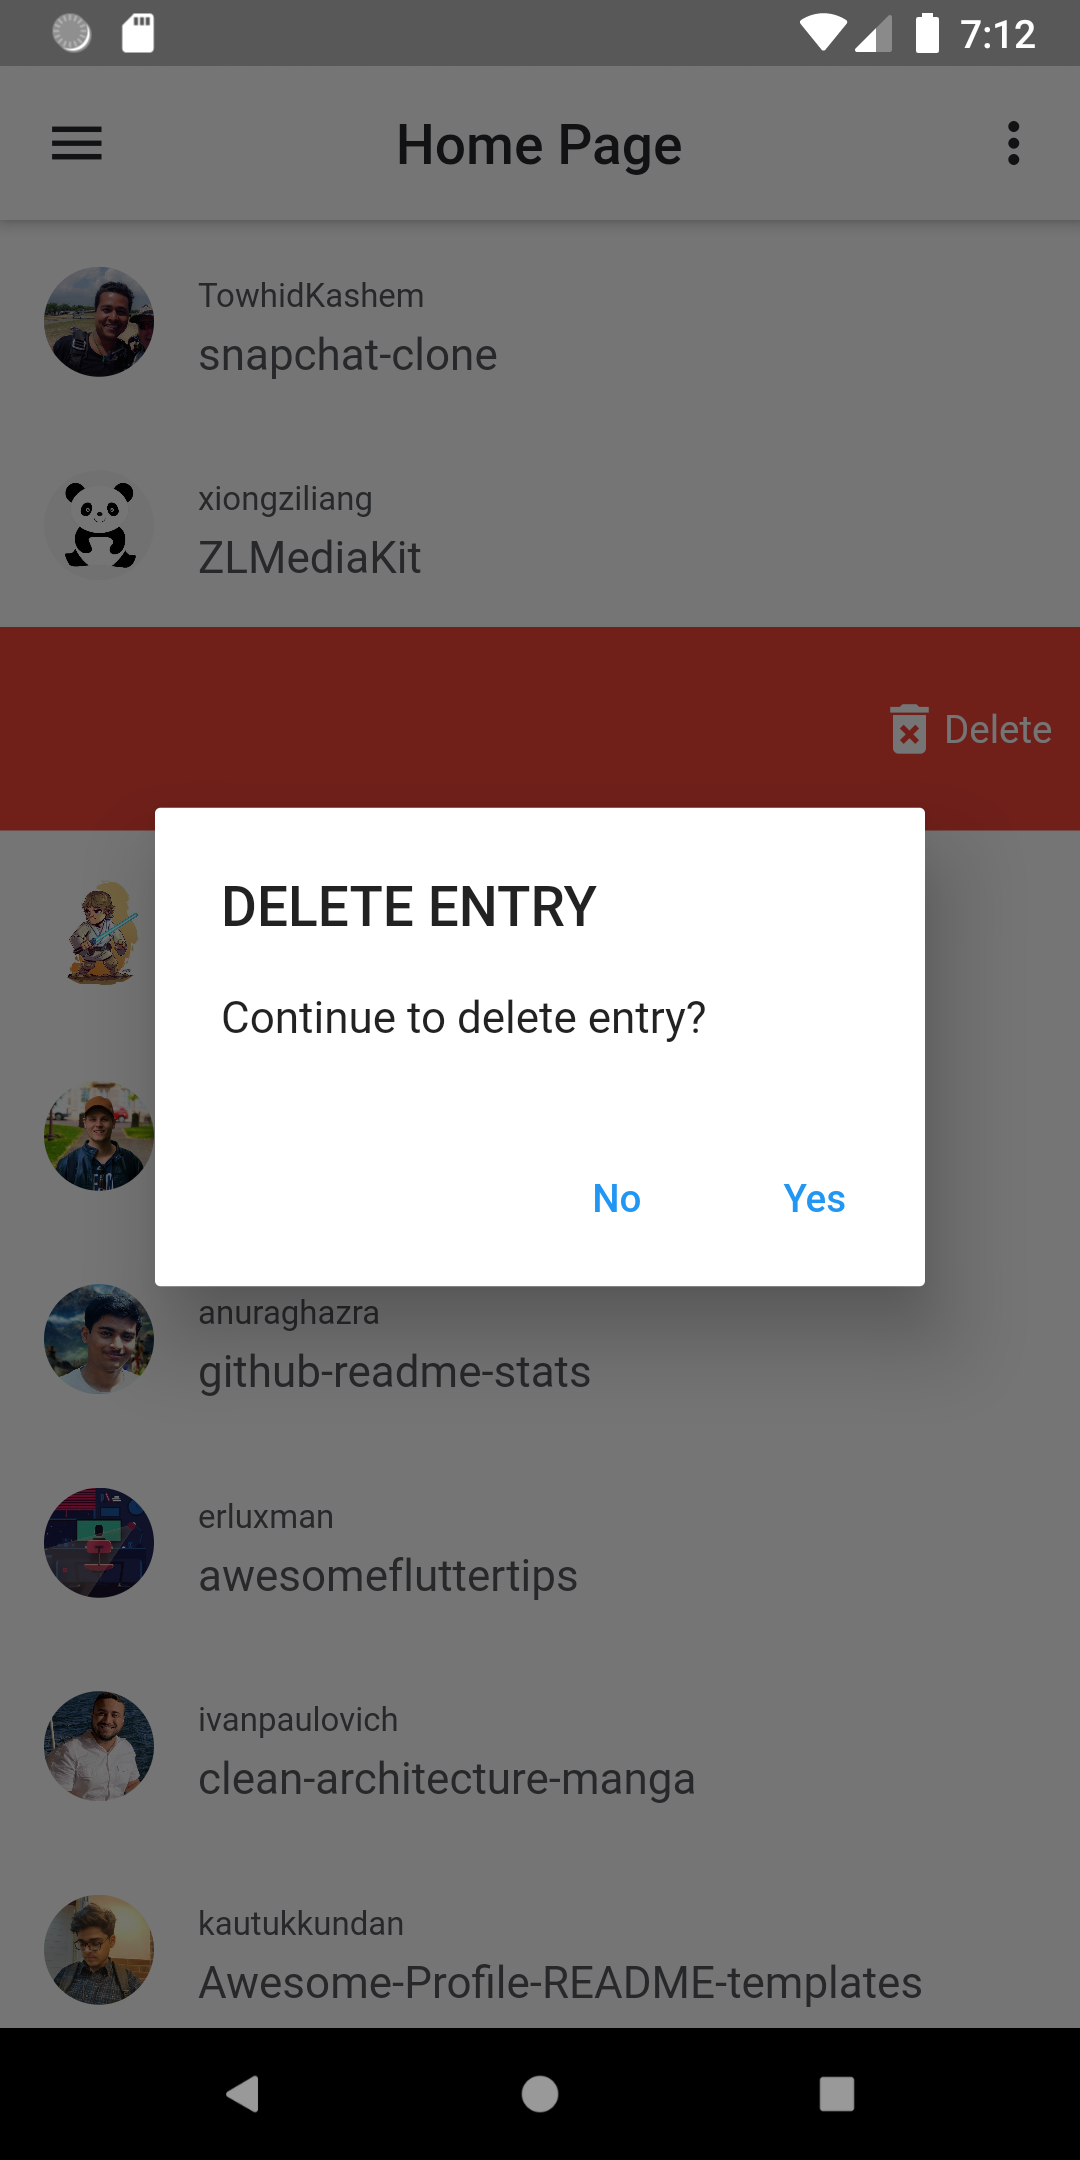 7:12
Home Page
TowhidKashem
snapchat-clone
xiongziliang
ZLMediaKit
Delete
DELETE ENTRY
Continue to delete entry?
No Yes
anuraghazra
github-readme-stats
erluxman
awesomefluttertips
ivanpaulovich
clean-architecture-manga
kautukkundan
Awesome-Profile-README-templates